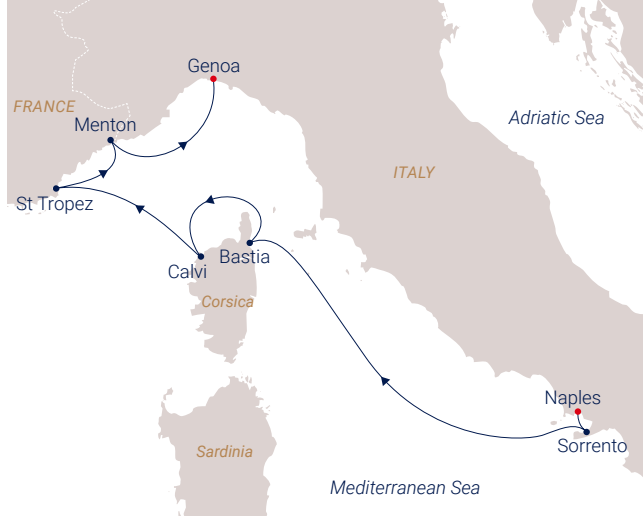 Genoa
FRANCE
Menton
Adriatic Sea
ITALY
St Tropez
Bastia
Calvi
Corsica
Naples
Sorrento
Sardinia
Mediterranean Sea